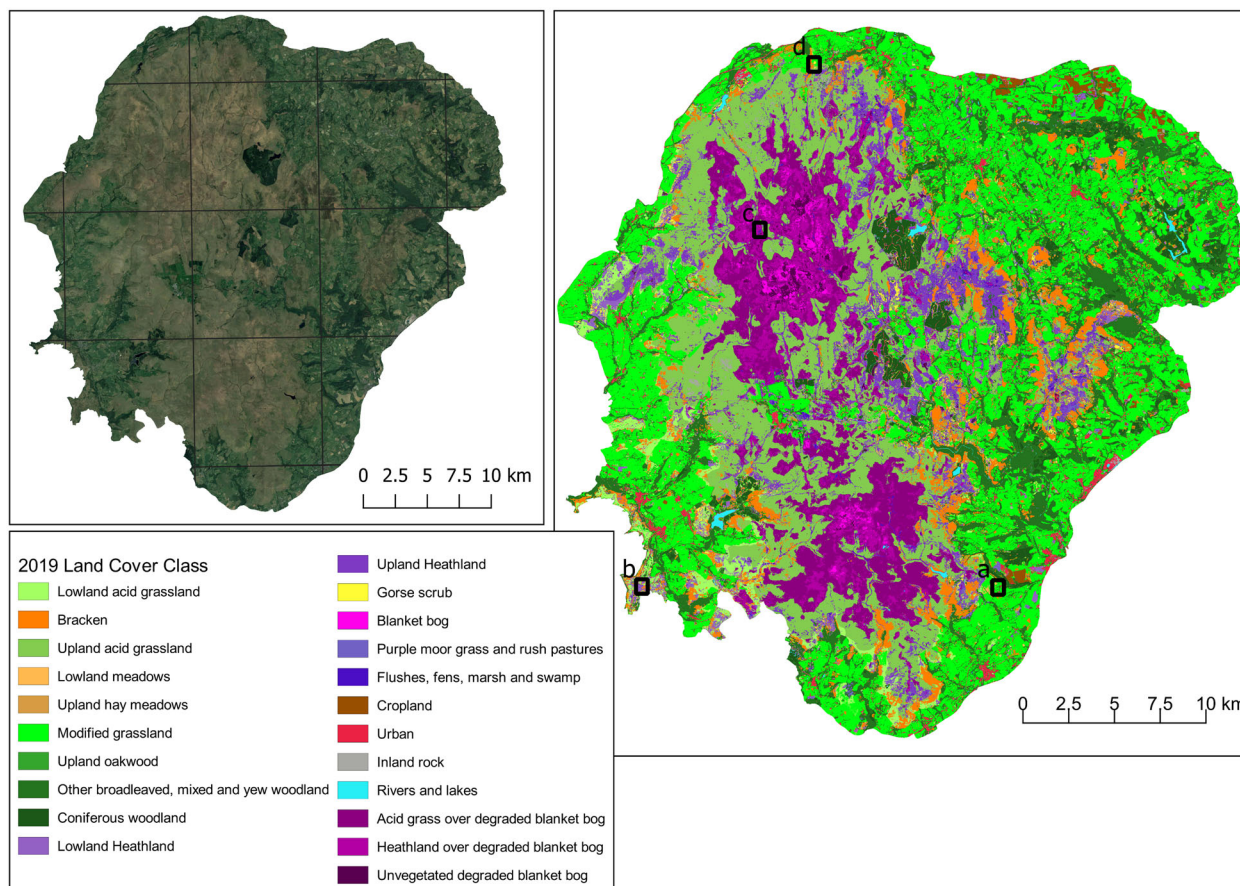 0 2.5 5 7.5 10 km
2019 Land Cover Class
Lowland acid grassland
Bracken
Upland acid grassland
Lowland meadows
Upland hay meadows
Modified grassland
Upland oakwood
Other broadleaved, mixed and yew woodland
Coniferous woodland
Lowland Heathland
Upland Heathland
Gorse scrub
Blanket bog
Purple moor grass and rush pastures
Flushes, fens, marsh and swamp
Cropland
Urban
Inland rock
Rivers and lakes
Acid grass over degraded blanket bog
Heathland over degraded blanket bog
Unvegetated degraded blanket bog
d
c
b
a
0 2.5 5 7.5 10 km